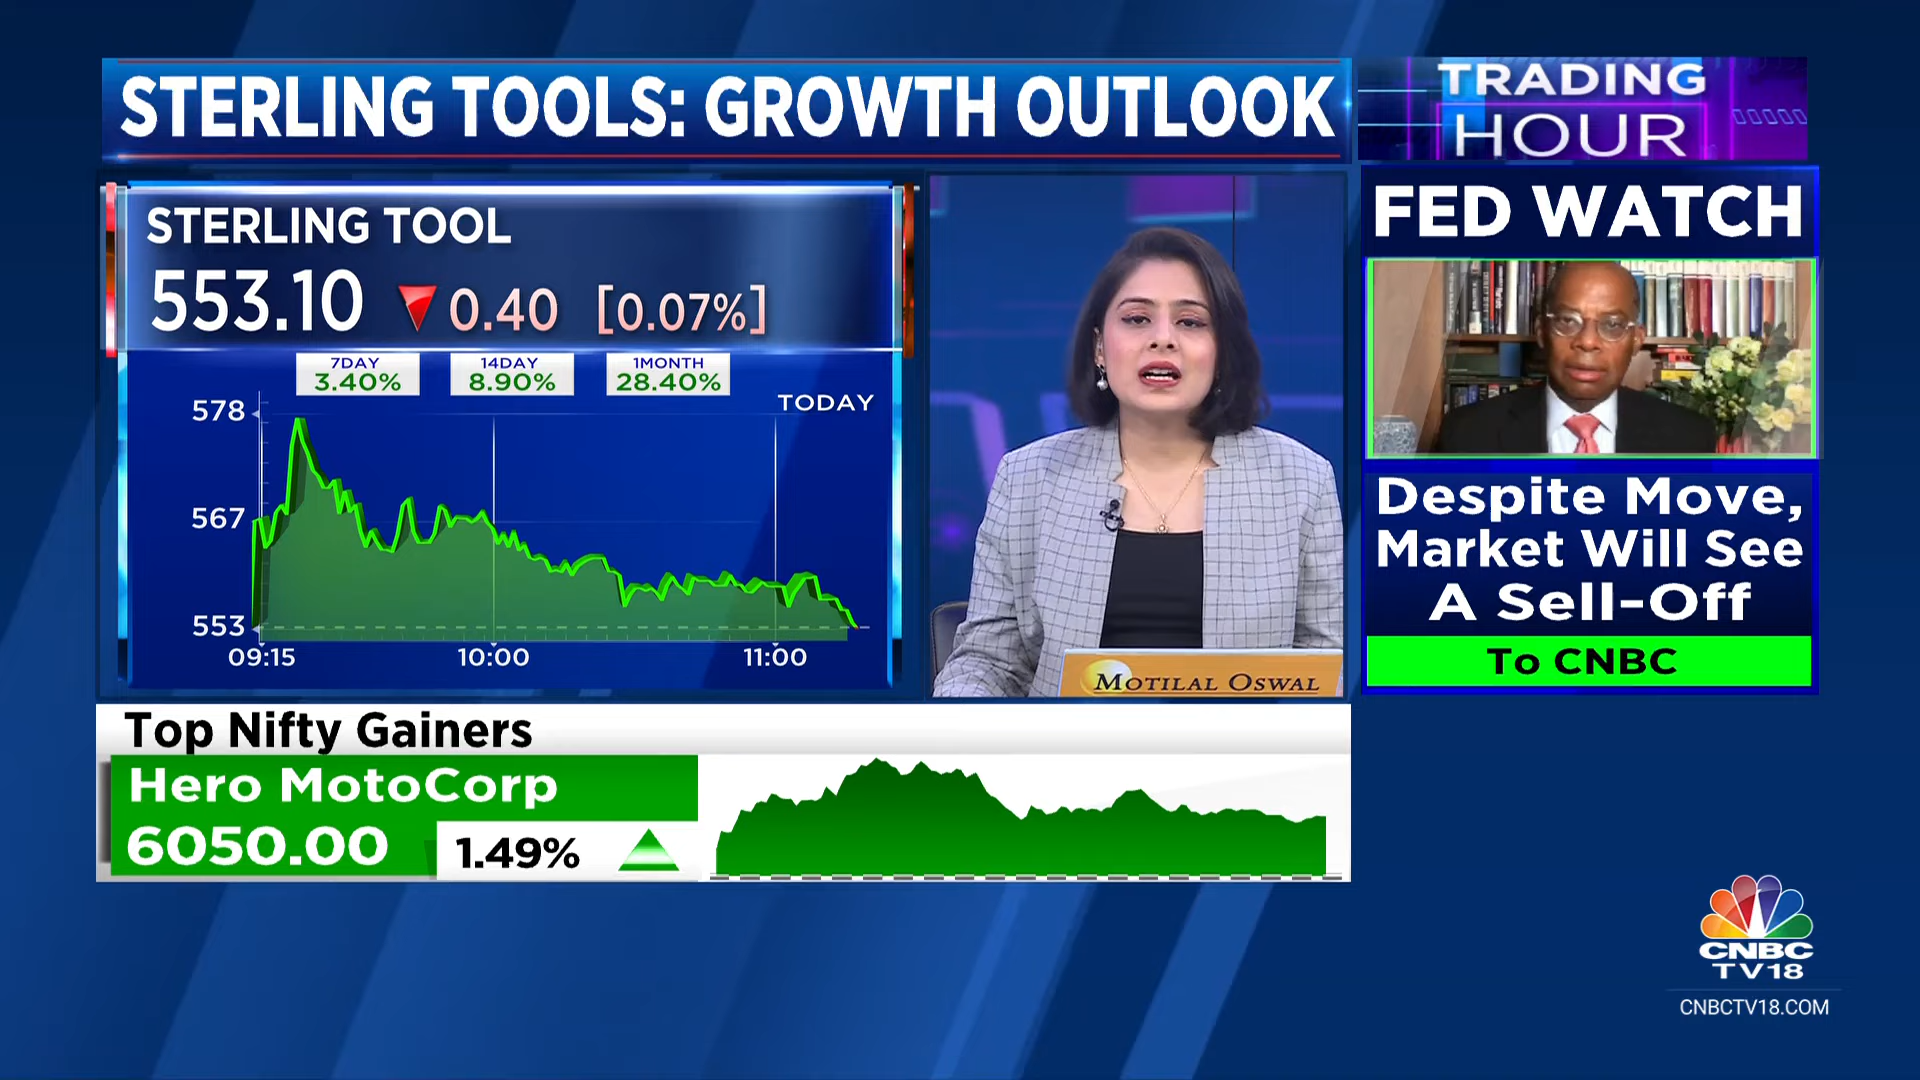 STERLING TOOLS: GROWTH OUTLOOK
TRADING
HOUR
STERLING TOOL
553.10 ▼ 0.40 [0.07%]
7DAY 14DAY 1MONTH
3.40% 8.90% 28.40%
TODAY
578
567
553
09:15 10:00 11:00
MOTILAL OSWAL
FED WATCH
Despite Move,
Market Will See
A Sell-Off
To CNBC
Top Nifty Gainers
Hero MotoCorp
6050.00 1.49%
CNBC
TV18
CNBCTV18.COM